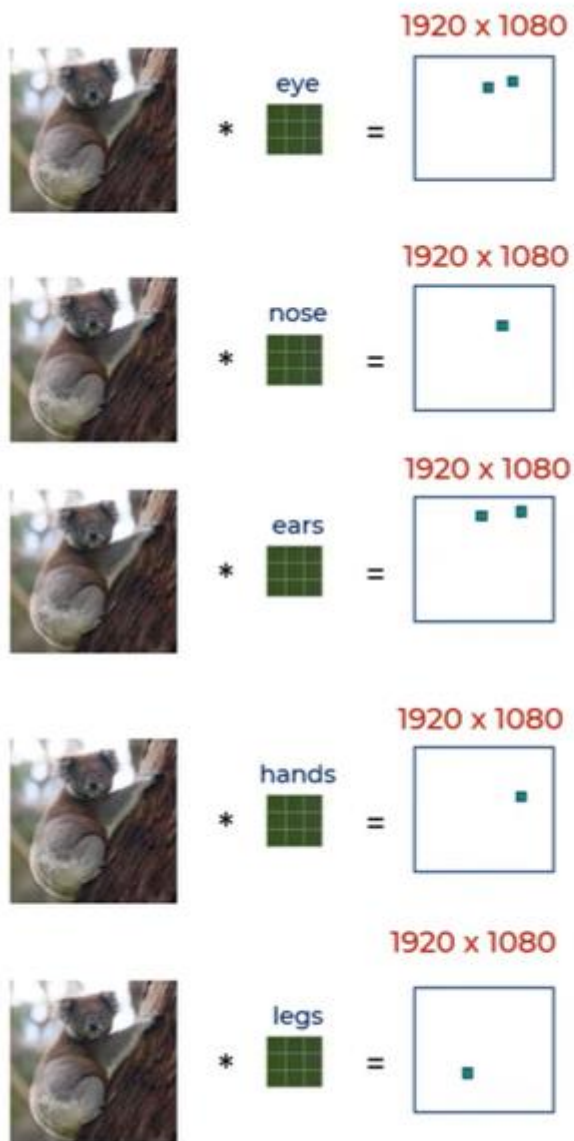 1920 x 1080
eye
* =
1920 x 1080
nose
* =
1920 x 1080
ears
* =
1920 x 1080
hands
* =
1920 x 1080
legs
* =